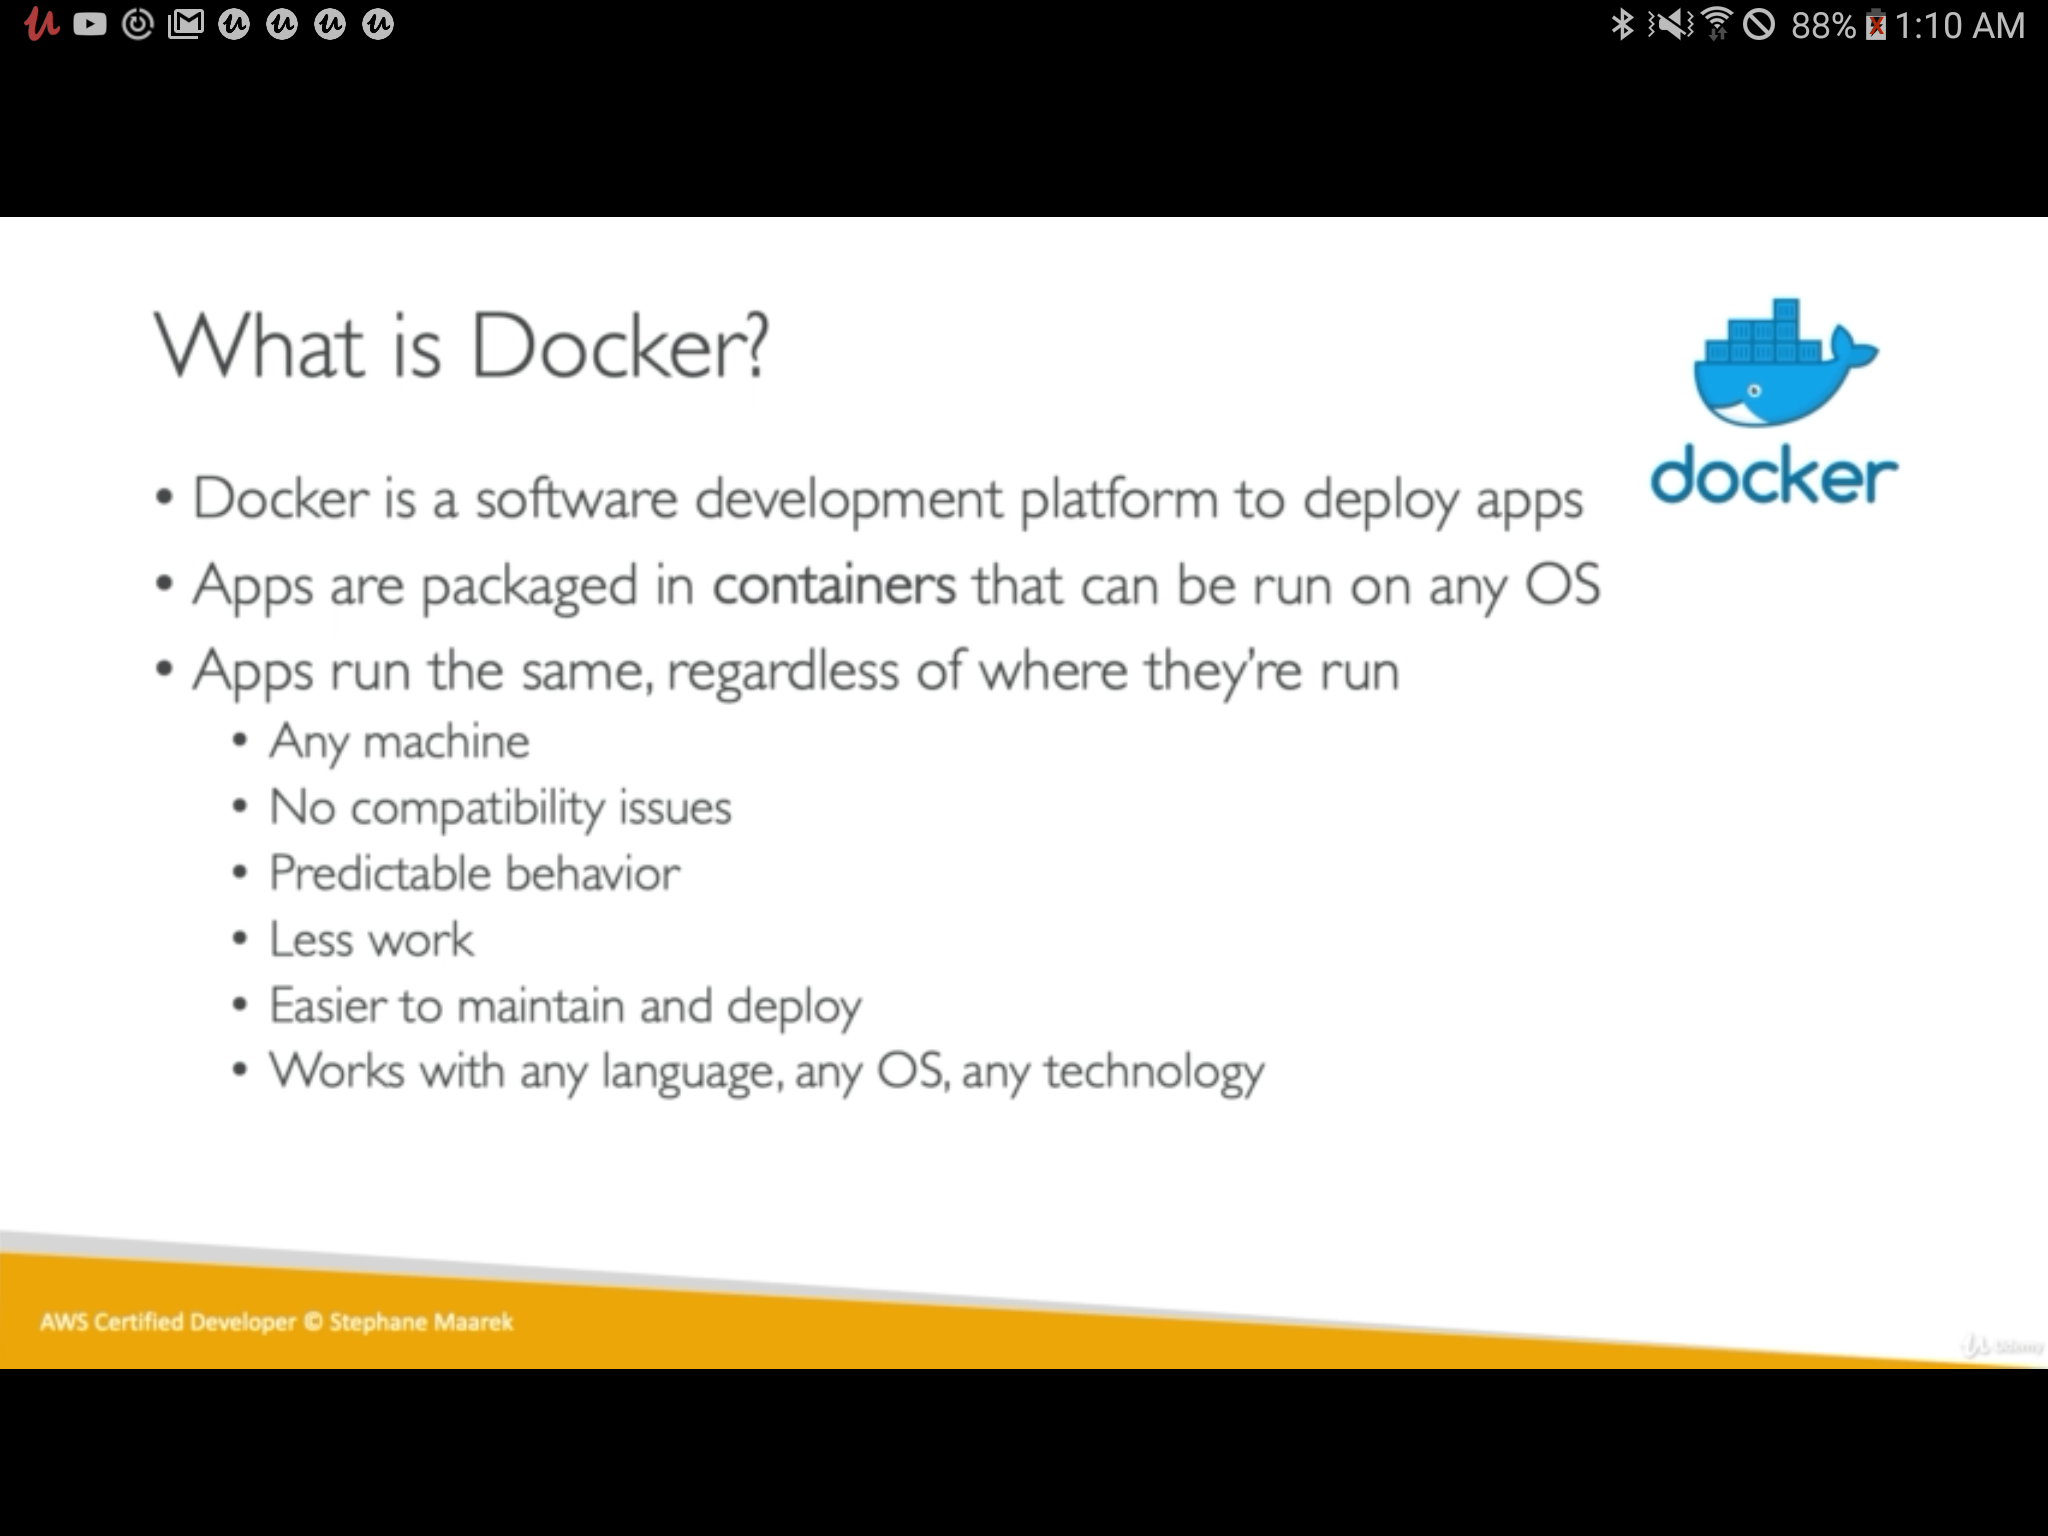 88% 1:10 AM
What is Docker?
docker
• Docker is a software development platform to deploy apps
• Apps are packaged in containers that can be run on any OS
• Apps run the same, regardless of where they're run
• Any machine
• No compatibility issues
• Predictable behavior
• Less work
• Easier to maintain and deploy
• Works with any language, any OS, any technology
AWS Certified Developer © Stephane Maarek
Udemy